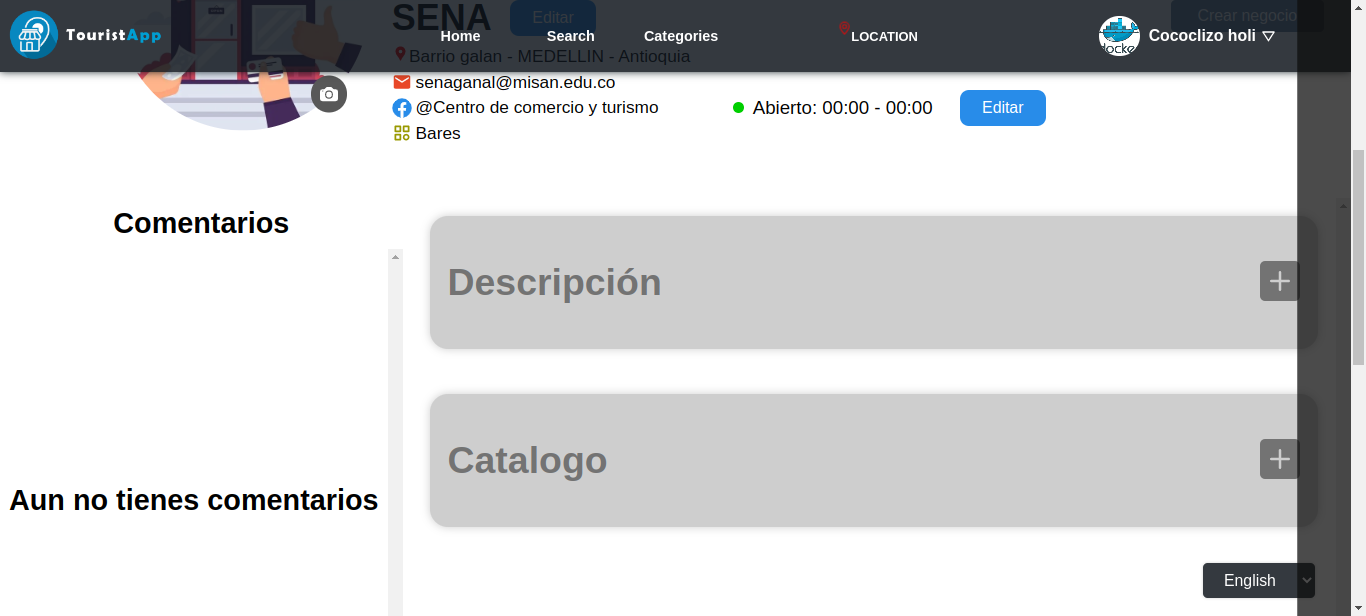 SENA
Editar
Crear negocio
TouristApp
Home
Search
Categories
LOCATION
docke
Cococlizo holi
Barrio galan - MEDELLIN - Antioquia
senaganal@misan.edu.co
@Centro de comercio y turismo
Abierto: 00:00 - 00:00
Editar
Bares
Comentarios
Descripción
Catalogo
Aun no tienes comentarios
English